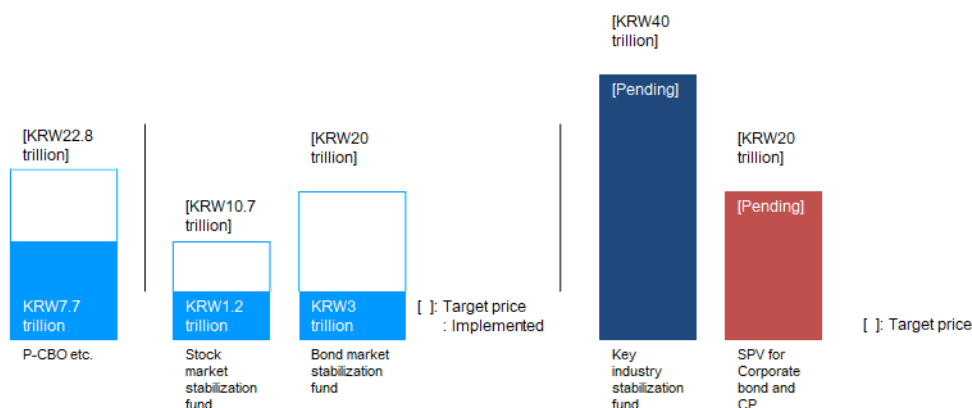 [KRW22.8
trillion]
KRW7.7
trillion
P-CBO etc.
[KRW10.7
trillion]
KRW1.2
trillion
Stock
market
stabilization
fund
[KRW20
trillion]
KRW3
trillion
Bond market
stabilization
fund
[ ]: Target price
: Implemented
[KRW40
trillion]
[Pending]
Key
industry
stabilization
fund
[KRW20
trillion]
[Pending]
SPV for
Corporate
bond and
CP
[ ]: Target price